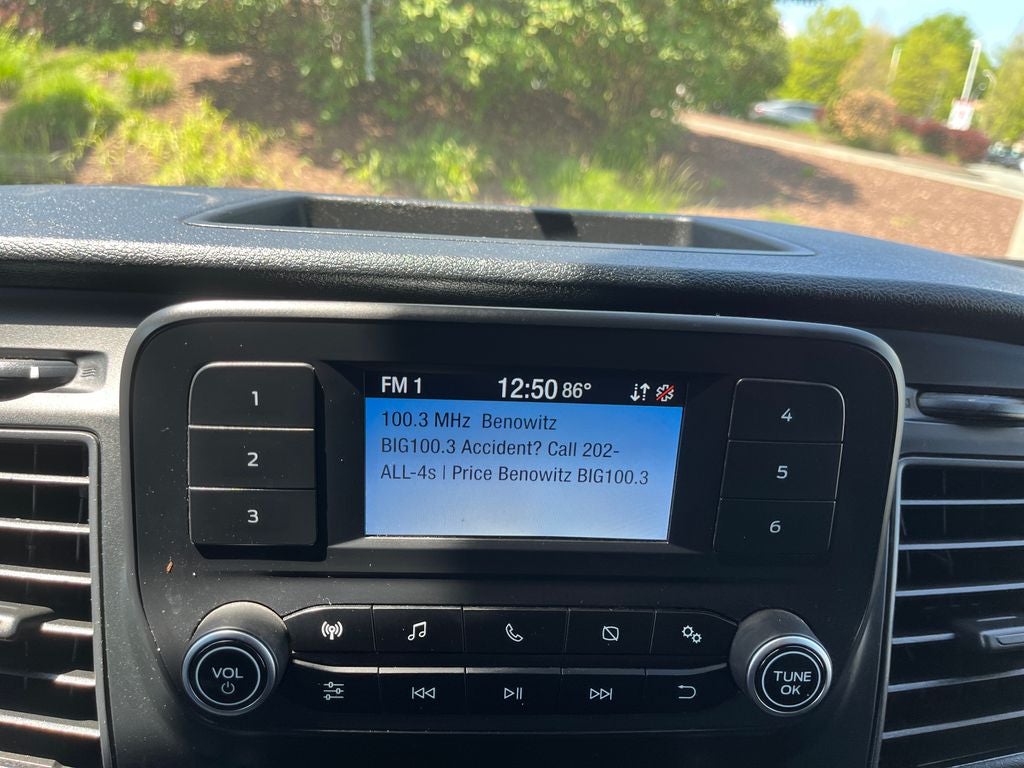 FM 1 12:50 86°
100.3 MHz Benowitz
BIG100.3 Accident? Call 202-
ALL-4s | Price Benowitz BIG100.3
1
2
3
4
5
6
VOL
TUNE
OK